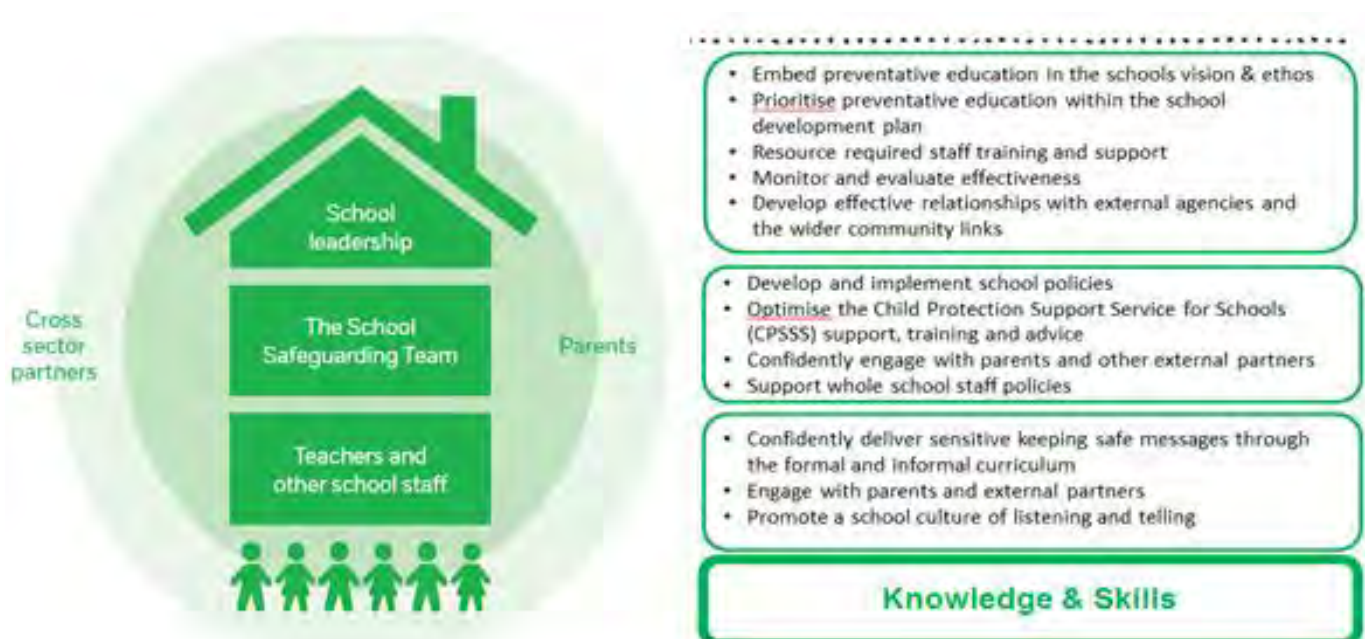 School
leadership
The School
Safeguarding Team
Teachers and
other school staff
Cross
sector
partners
Parents
• Embed preventative education in the schools vision & ethos
• Prioritise preventative education within the school
development plan
• Resource required staff training and support
• Monitor and evaluate effectiveness
• Develop effective relationships with external agencies and
the wider community links
• Develop and implement school policies
• Optimise the Child Protection Support Service for Schools
(CPSSS) support, training and advice
• Confidently engage with parents and other external partners
• Support whole school staff policies
• Confidently deliver sensitive keeping safe messages through
the formal and informal curriculum
• Engage with parents and external partners
• Promote a school culture of listening and telling
Knowledge & Skills